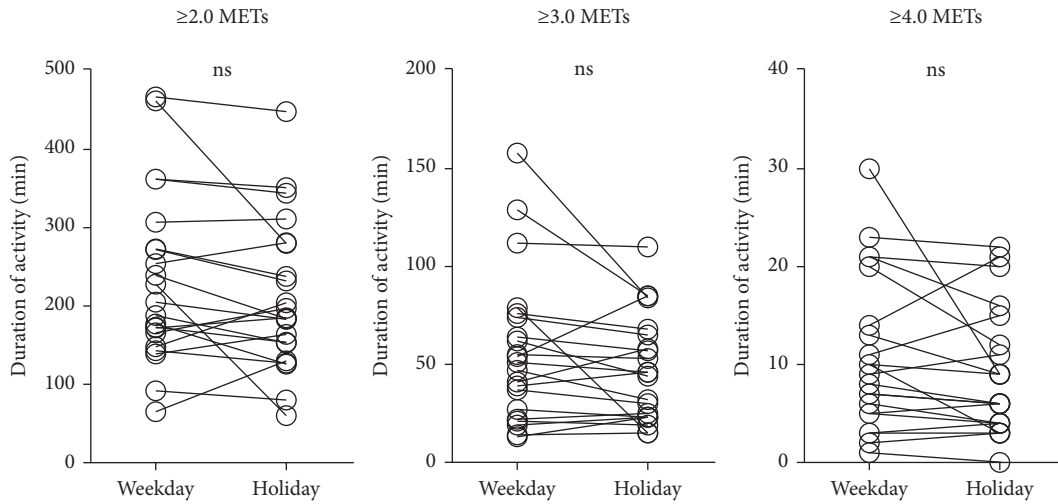 ≥2.0 METs
ns
Duration of activity (min)
500
400
300
200
100
0
Weekday Holiday
≥3.0 METs
ns
Duration of activity (min)
200
150
100
50
0
Weekday Holiday
≥4.0 METs
ns
Duration of activity (min)
40
30
20
10
0
Weekday Holiday